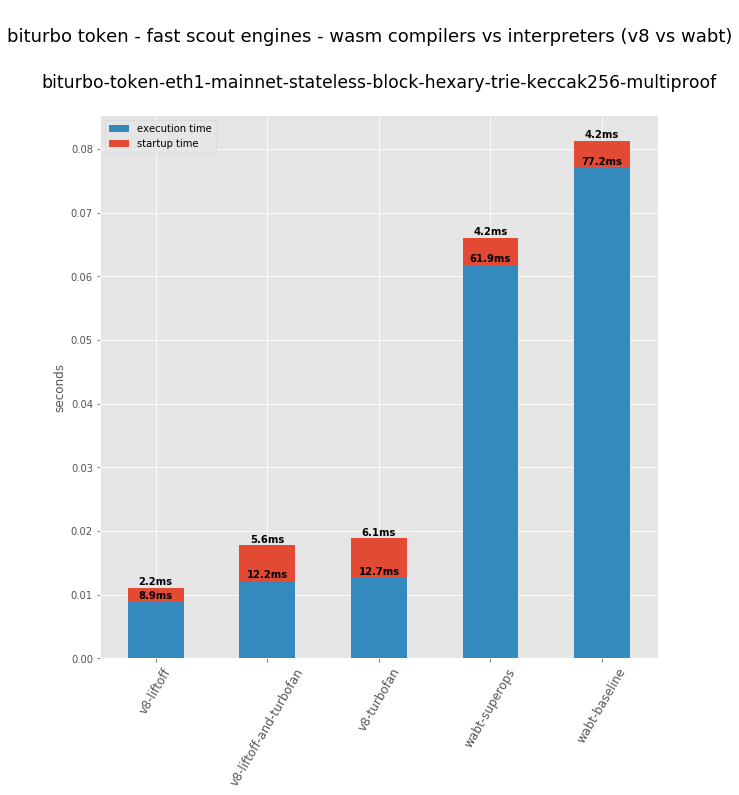 biturbo token - fast scout engines - wasm compilers vs interpreters (v8 vs wabt)
biturbo-token-eth1-mainnet-stateless-block-hexary-trie-keccak256-multiproof
execution time
startup time
seconds
0.08
0.07
0.06
0.05
0.04
0.03
0.02
0.01
0.00
2.2ms
8.9ms
5.6ms
12.2ms
6.1ms
12.7ms
4.2ms
61.9ms
4.2ms
77.2ms
v8-liftoff
v8-liftoff-and-turbofan
v8-turbofan
wabt-superops
wabt-baseline